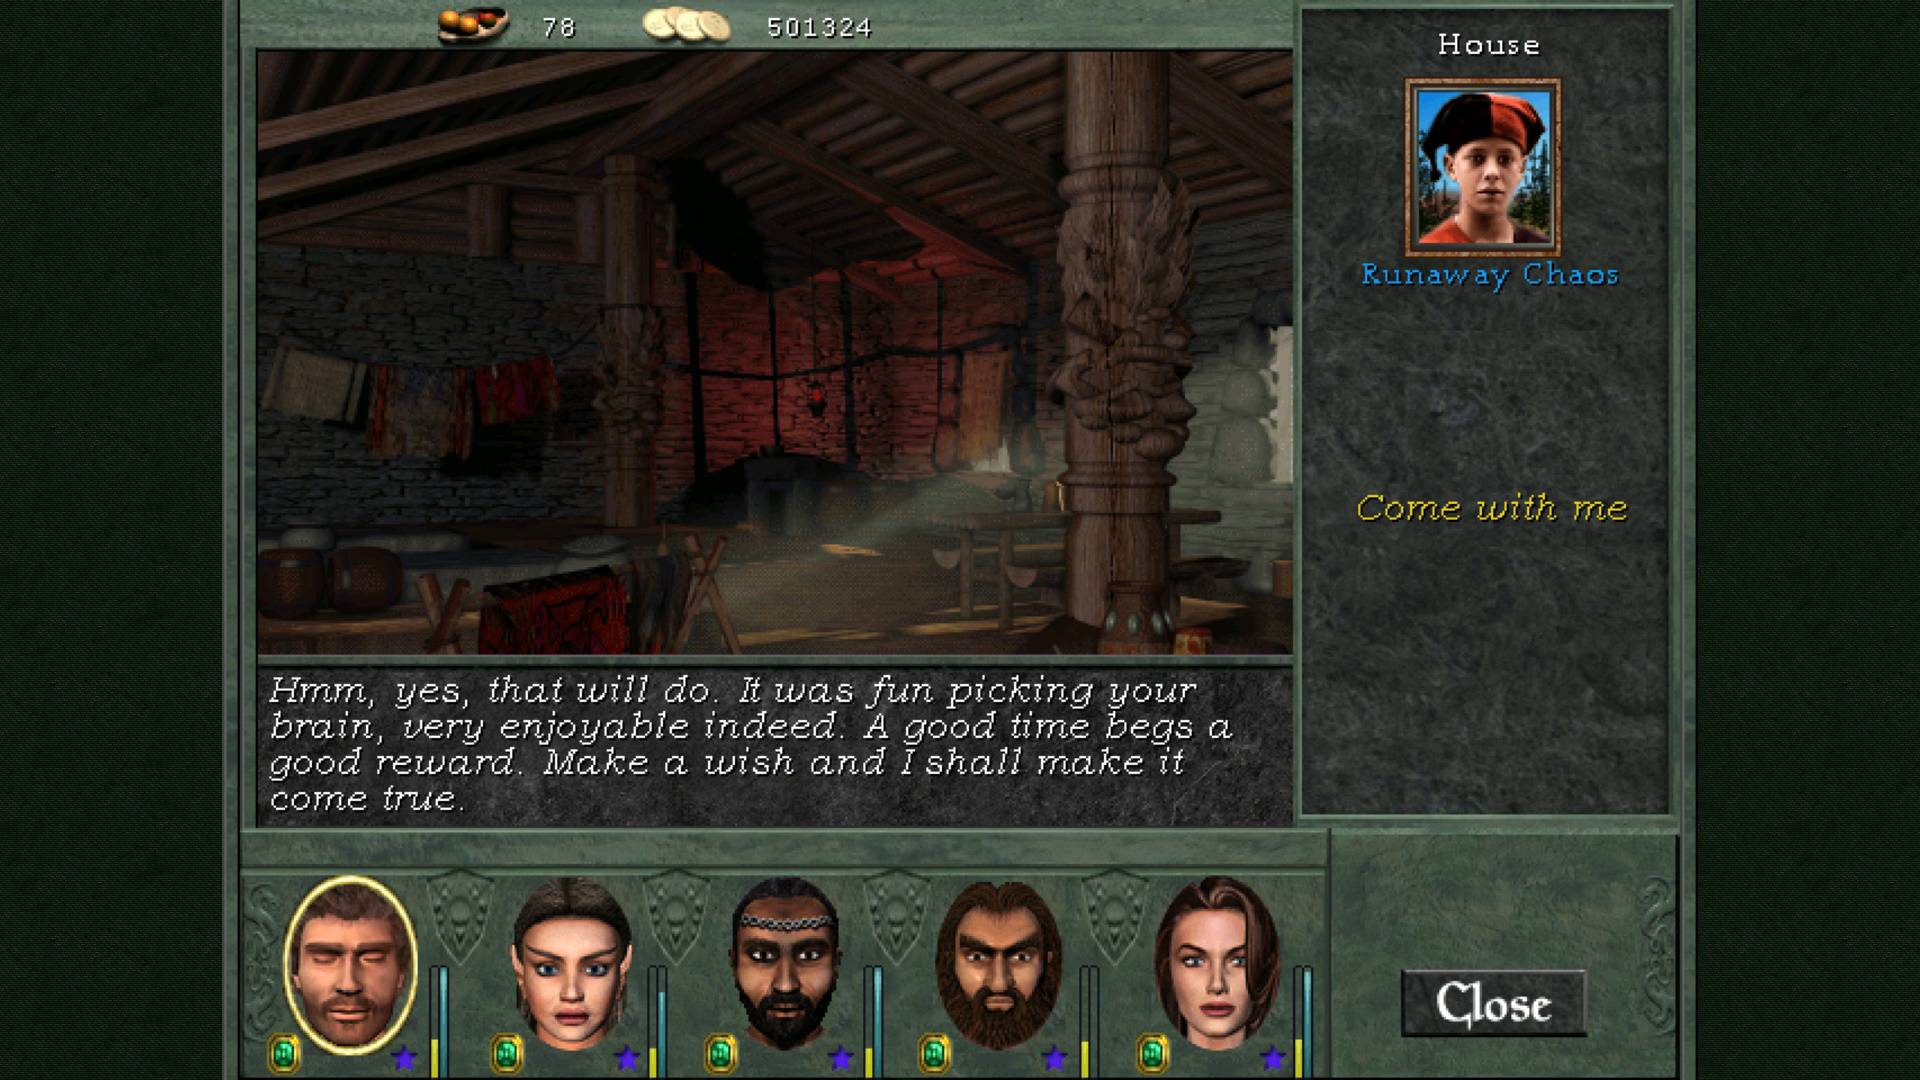 78 501324
House
Runaway Chaos
Come with me
Hmm, yes, that will do. It was fun picking your
brain, very enjoyable indeed. A good time begs a
good reward. Make a wish and I shall make it
come true.
Close